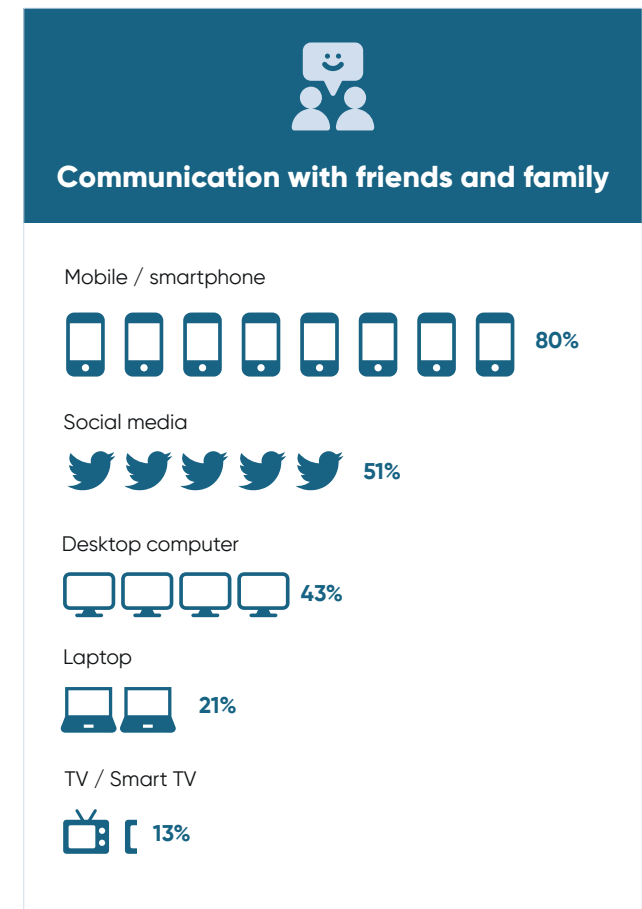 Communication with friends and family
Mobile / smartphone
80%
Social media
51%
Desktop computer
43%
Laptop
21%
TV / Smart TV
13%